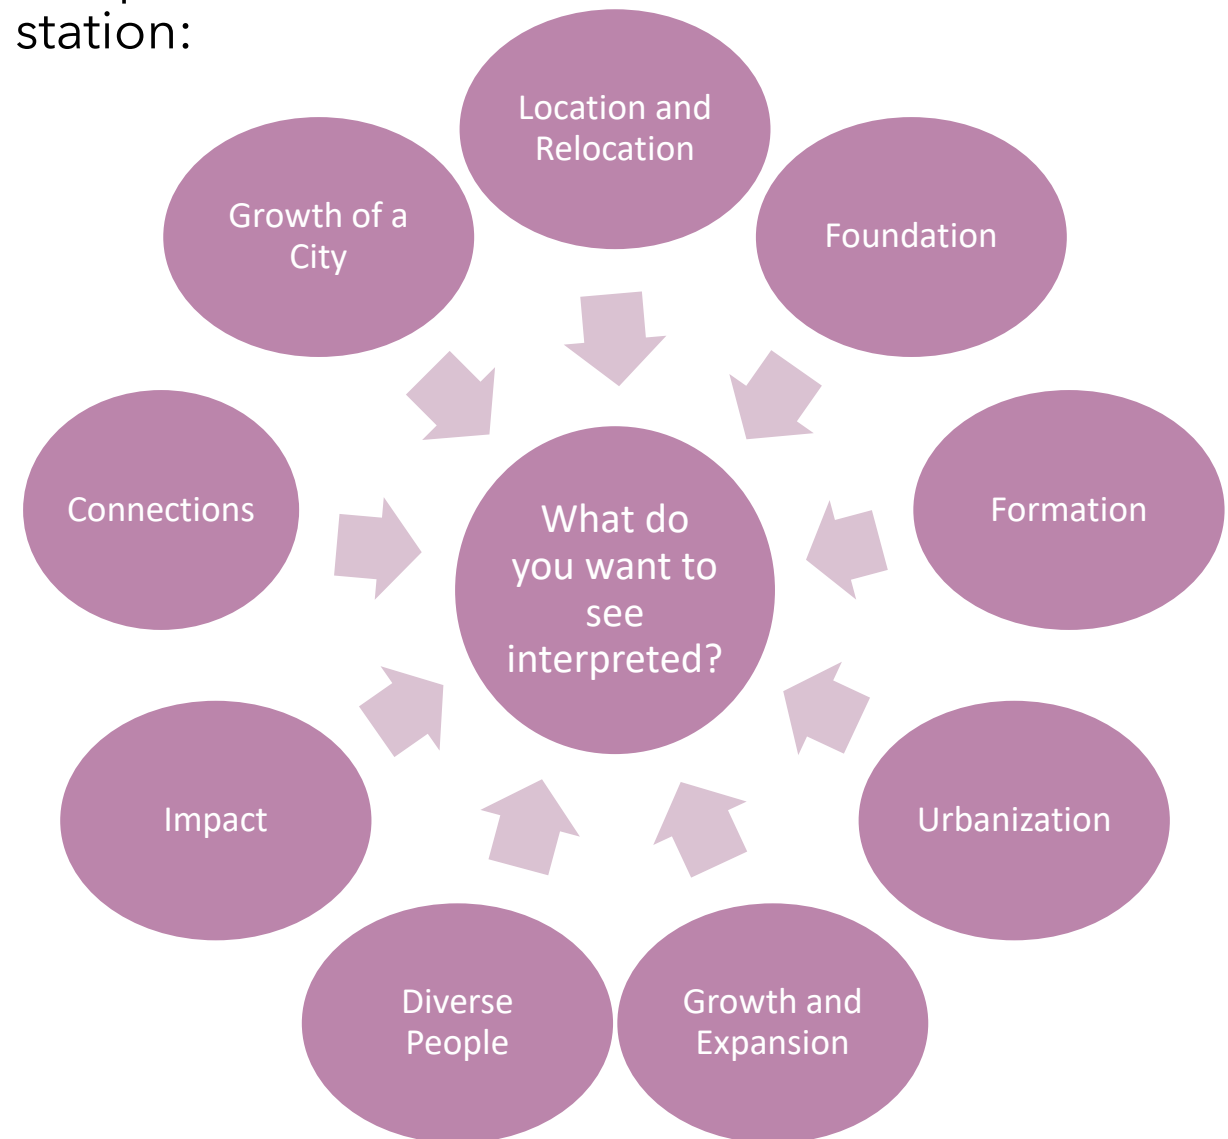 station:
Location and
Relocation
Foundation
Formation
Urbanization
Growth and
Expansion
Diverse
People
Impact
Connections
Growth of a
City
What do
you want to
see
interpreted?